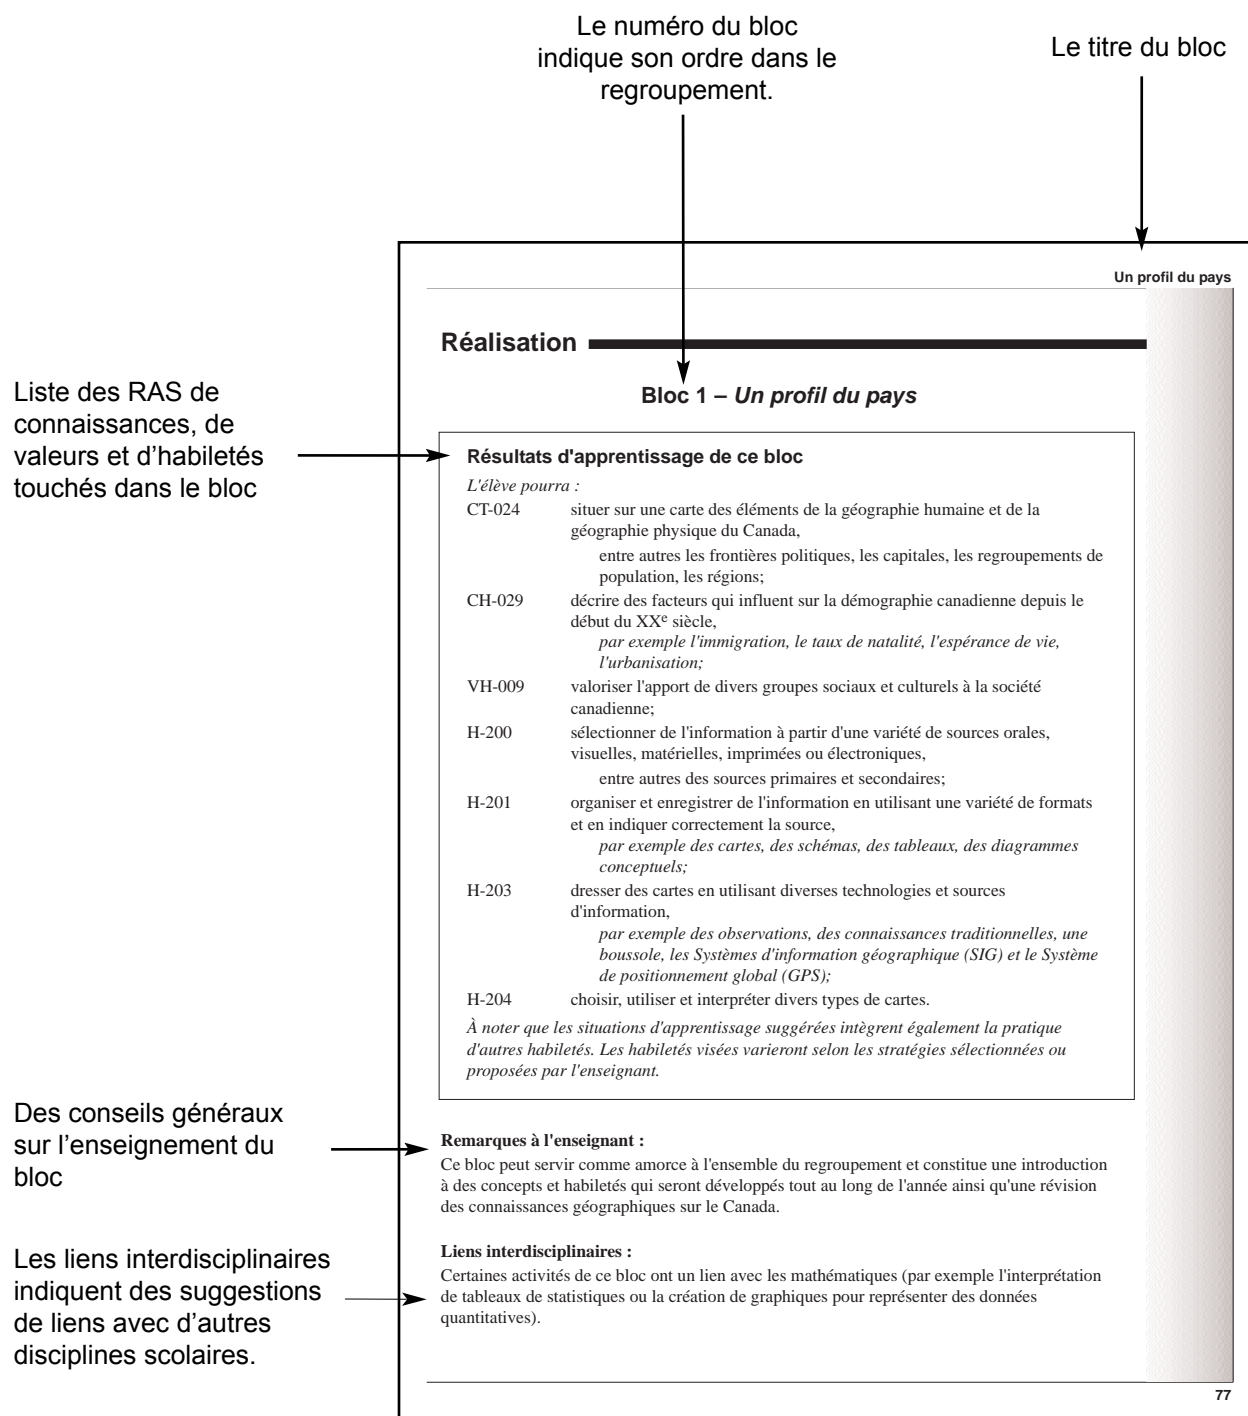 Le numéro du bloc
indique son ordre dans le
regroupement.
Le titre du bloc
Un profil du pays
Réalisation
Bloc 1 – Un profil du pays
Liste des RAS de
connaissances, de
valeurs et d’habiletés
touchés dans le bloc
Résultats d'apprentissage de ce bloc
L'élève pourra :
CT-024 situer sur une carte des éléments de la géographie humaine et de la
géographie physique du Canada,
entre autres les frontières politiques, les capitales, les regroupements de
population, les régions;
CH-029 décrire des facteurs qui influent sur la démographie canadienne depuis le
début du XXe siècle,
par exemple l'immigration, le taux de natalité, l'espérance de vie,
l'urbanisation;
VH-009 valoriser l'apport de divers groupes sociaux et culturels à la société
canadienne;
H-200 sélectionner de l'information à partir d'une variété de sources orales,
visuelles, matérielles, imprimées ou électroniques,
entre autres des sources primaires et secondaires;
H-201 organiser et enregistrer de l'information en utilisant une variété de formats
et en indiquer correctement la source,
par exemple des cartes, des schémas, des tableaux, des diagrammes
conceptuels;
H-203 dresser des cartes en utilisant diverses technologies et sources
d'information,
par exemple des observations, des connaissances traditionnelles, une
boussole, les Systèmes d'information géographique (SIG) et le Système
de positionnement global (GPS);
H-204 choisir, utiliser et interpréter divers types de cartes.
À noter que les situations d'apprentissage suggérées intègrent également la pratique
d'autres habiletés. Les habiletés visées varieront selon les stratégies sélectionnées ou
proposées par l'enseignant.
Des conseils généraux
sur l’enseignement du
bloc
Remarques à l'enseignant :
Ce bloc peut servir comme amorce à l'ensemble du regroupement et constitue une introduction
à des concepts et habiletés qui seront développés tout au long de l'année ainsi qu'une révision
des connaissances géographiques sur le Canada.
Les liens interdisciplinaires
indiquent des suggestions
de liens avec d’autres
disciplines scolaires.
Liens interdisciplinaires :
Certaines activités de ce bloc ont un lien avec les mathématiques (par exemple l'interprétation
de tableaux de statistiques ou la création de graphiques pour représenter des données
quantitatives).
77